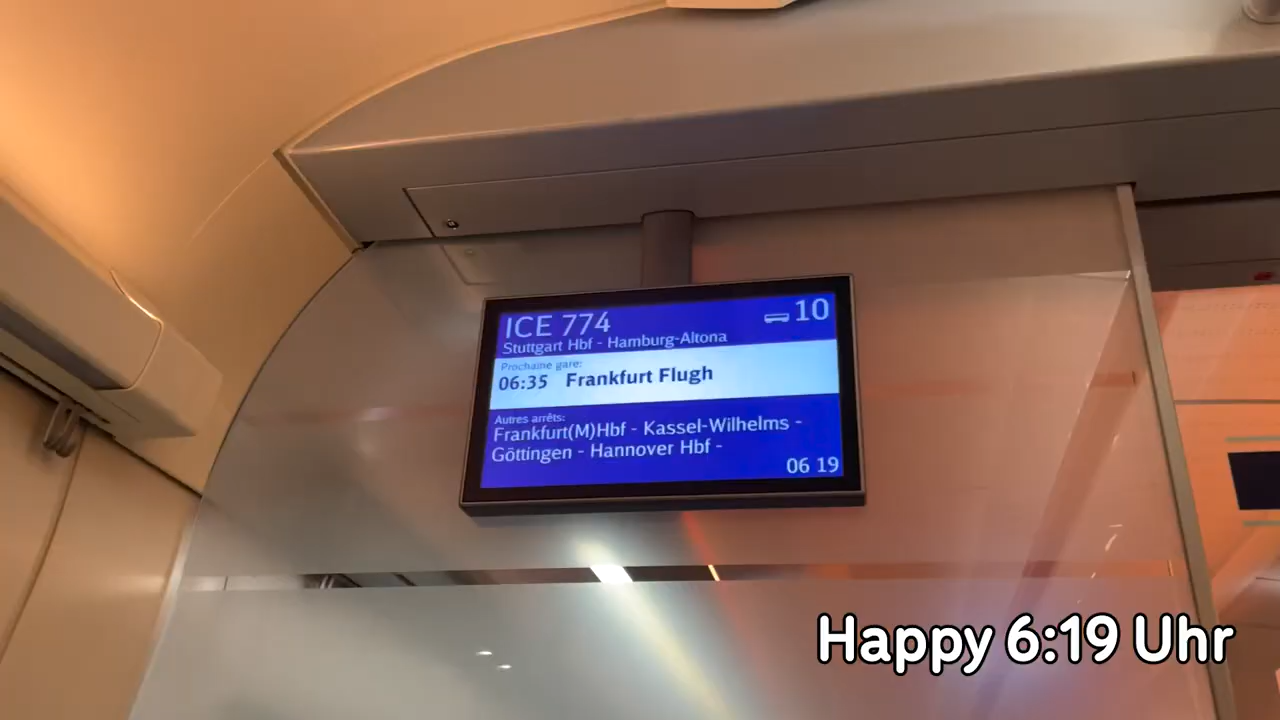 ICE 774
10
Stuttgart Hbf - Hamburg-Altona
Prochaine gare:
06:35 Frankfurt Flugh
Autres arrêts:
Frankfurt(M)Hbf - Kassel-Wilhelms -
Göttingen - Hannover Hbf -
06 19
Happy 6:19 Uhr